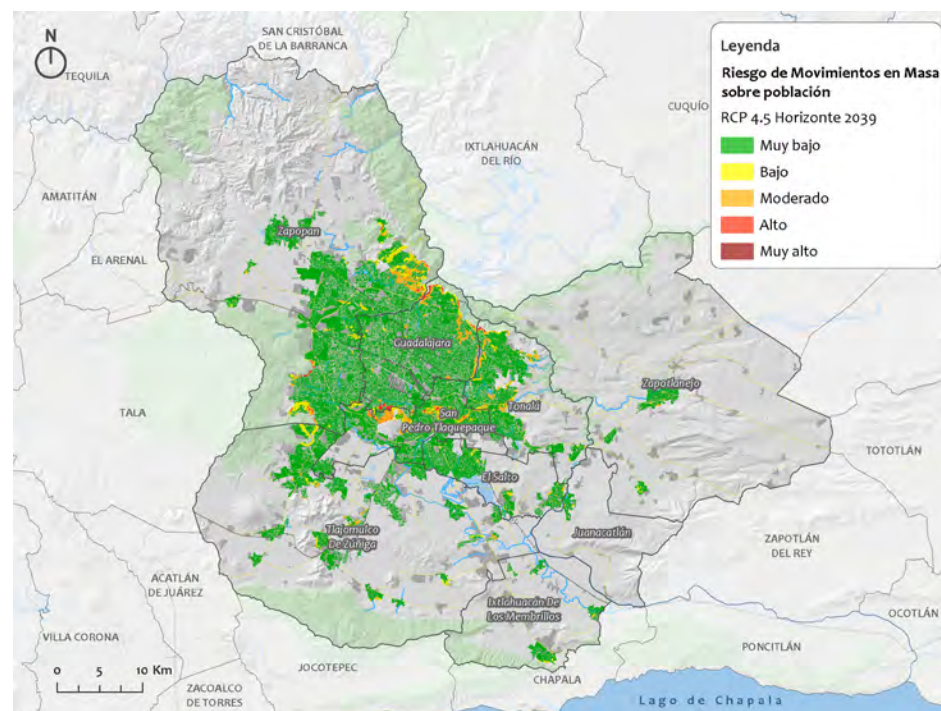 N
SAN CRISTÓBAL
DE LA BARRANCA
TEQUILA
CUQUÍO
IXTLAHUACÁN
DEL RÍO
AMATITÁN
EL ARENAL
Leyenda
Riesgo de Movimientos en Masa
sobre población
RCP 4.5 Horizonte 2039
Muy bajo
Bajo
Moderado
Alto
Muy alto
Zapopan
Guadalajara
Zapotlanejo
TALA
San
Pedro Tlaquepaque
Tonalá
TOTOTLÁN
El Salto
Tlajomulco
De Zúñiga
Juanacatlán
ZAPOTLÁN
DEL REY
ACATLÁN
DE JUÁREZ
Ixtlahuacán De
Los Membrillos
OCOTLÁN
VILLA CORONA
PONCITLÁN
JOCOTEPEC
CHAPALA
0 5 10 Km
ZACOALCO
DE TORRES
Lago de Chapala